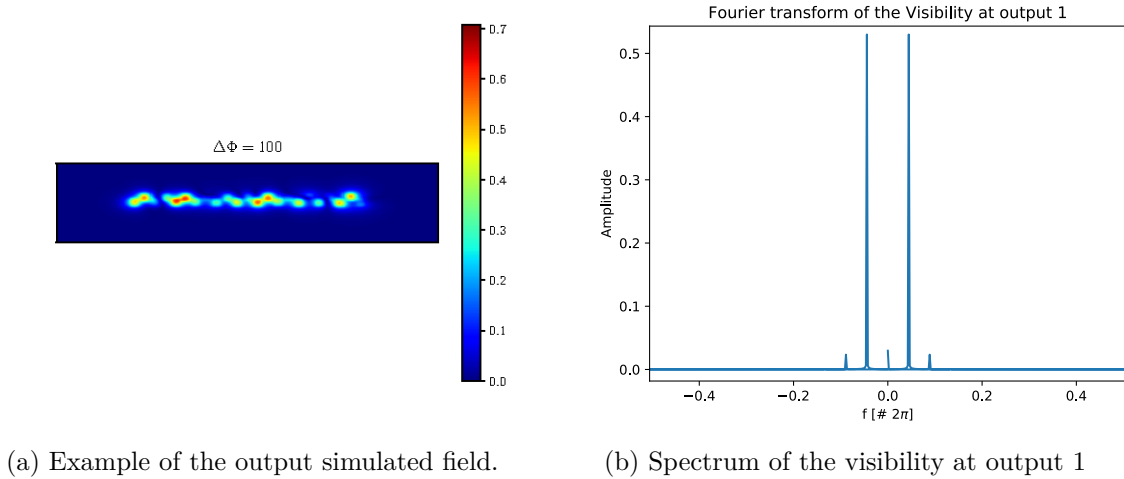 ΔΦ = 100
0.7
0.6
0.5
0.4
0.3
0.2
0.1
0.0
(a) Example of the output simulated field.
Fourier transform of the Visibility at output 1
Amplitude
0.5
0.4
0.3
0.2
0.1
0.0
−0.4 −0.2 0.0 0.2 0.4
f [# 2π]
(b) Spectrum of the visibility at output 1